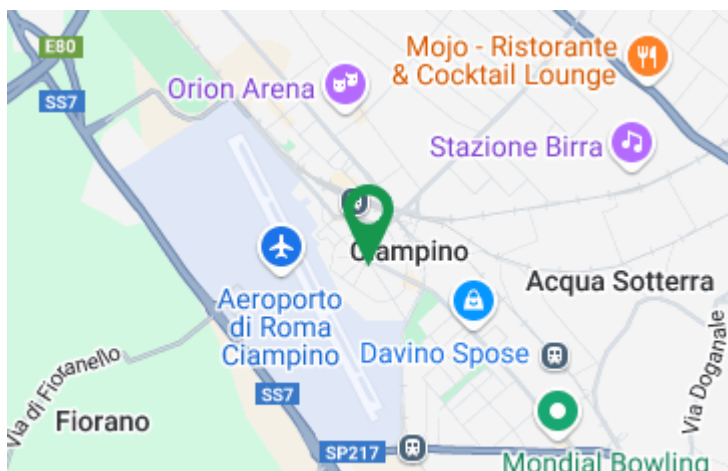 E80
SS7
Mojo - Ristorante
& Cocktail Lounge
Orion Arena
Stazione Birra
Ciampino
Acqua Sotterra
Aeroporto
di Roma
Ciampino
Davino Spose
Via di Fioranello
Via Doganale
SS7
Fiorano
SP217
Mondial Bowling